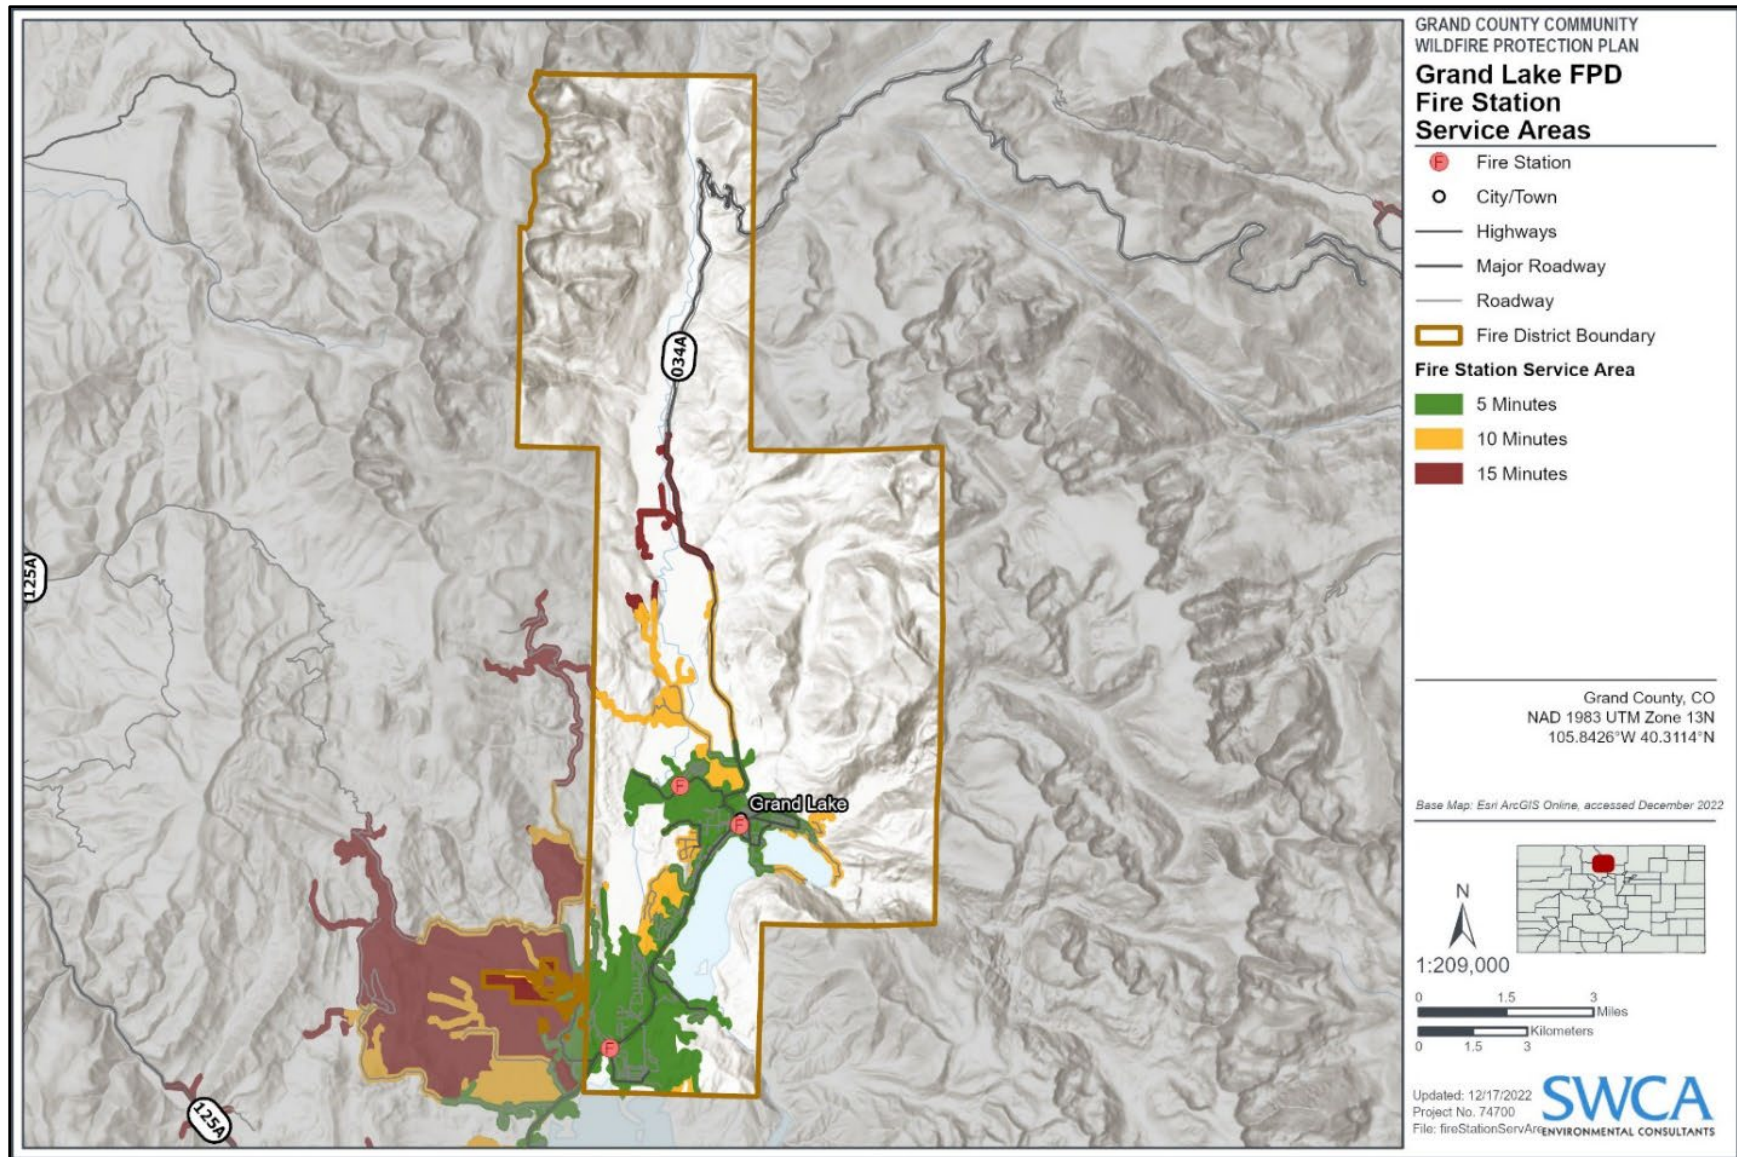 GRAND COUNTY COMMUNITY
WILDFIRE PROTECTION PLAN
Grand Lake FPD
Fire Station
Service Areas
F Fire Station
City/Town
Highways
Major Roadway
Roadway
Fire District Boundary
Fire Station Service Area
5 Minutes
10 Minutes
15 Minutes
034A
125A
F
Grand Lake
F
F
125A
Grand County, CO
NAD 1983 UTM Zone 13N
105.8426°W 40.3114°N
Base Map: Esri ArcGIS Online, accessed December 2022
N
1:209,000
0 1.5 3
Miles
Kilometers
0 1.5 3
Updated: 12/17/2022
Project No. 74700
File: fireStationServAre
SWCA
ENVIRONMENTAL CONSULTANTS